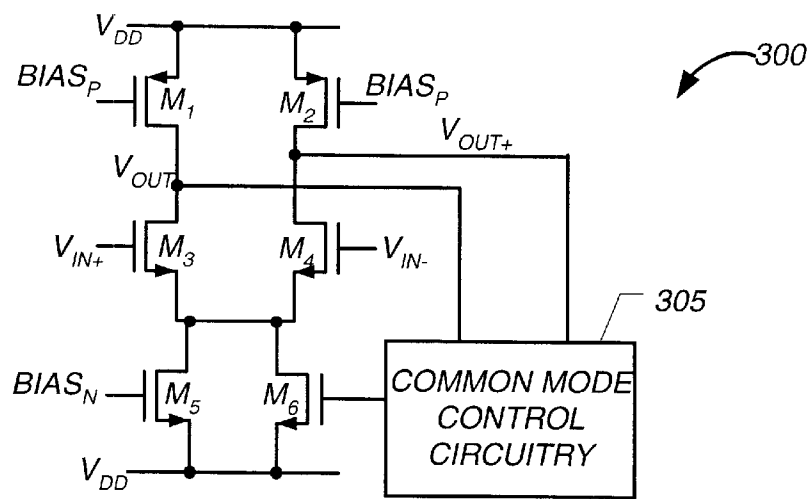 V_DD
300
BIAS_P
M_1
M_2
BIAS_P
V_OUT+
V_OUT
V_IN+
M_3
M_4
V_IN-
305
BIAS_N
M_5
M_6
COMMON MODE
CONTROL
CIRCUITRY
V_DD